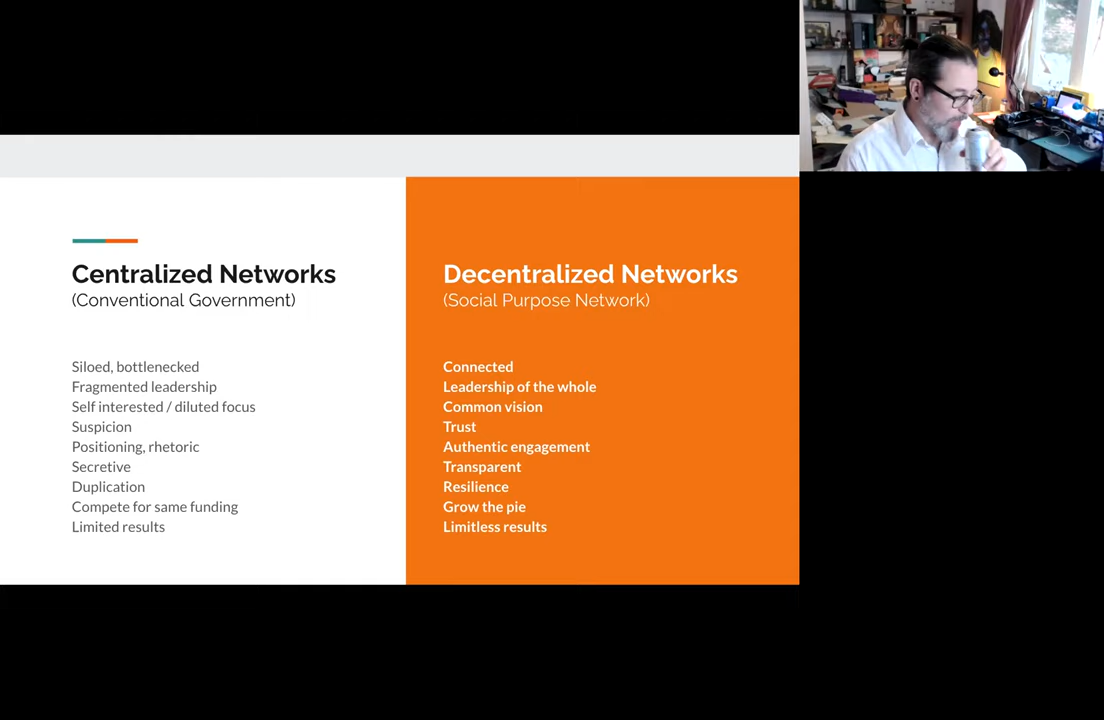 Centralized Networks
(Conventional Government)
Siloed, bottlenecked
Fragmented leadership
Self interested / diluted focus
Suspicion
Positioning, rhetoric
Secretive
Duplication
Compete for same funding
Limited results
Decentralized Networks
(Social Purpose Network)
Connected
Leadership of the whole
Common vision
Trust
Authentic engagement
Transparent
Resilience
Grow the pie
Limitless results